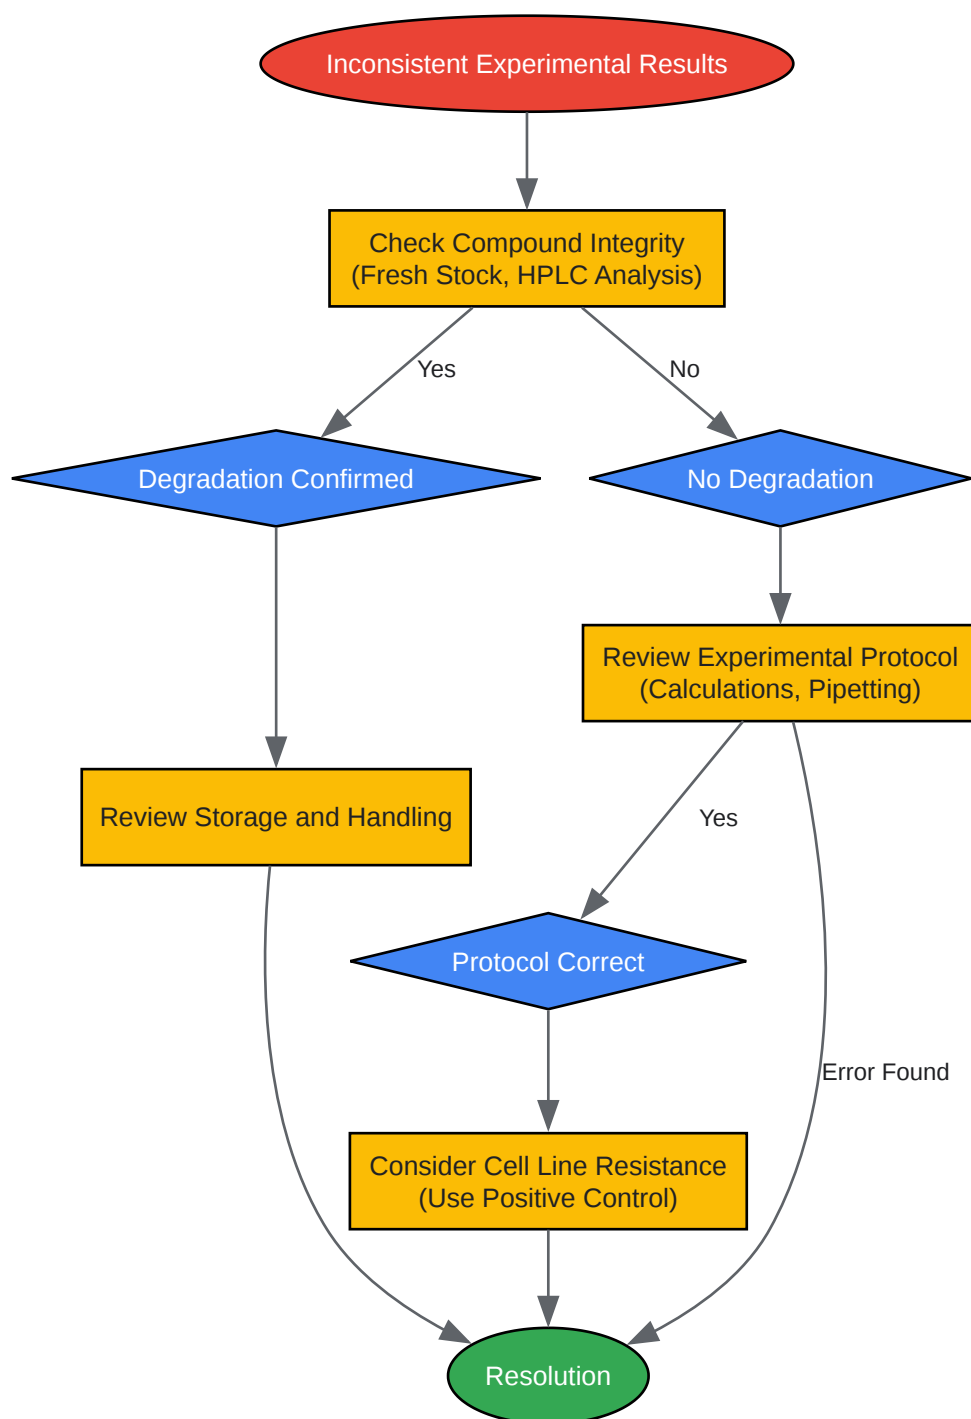 Inconsistent Experimental Results
Check Compound Integrity
(Fresh Stock, HPLC Analysis)
Yes
No
Degradation Confirmed
No Degradation
Review Experimental Protocol
(Calculations, Pipetting)
Review Storage and Handling
Yes
Protocol Correct
Error Found
Consider Cell Line Resistance
(Use Positive Control)
Resolution